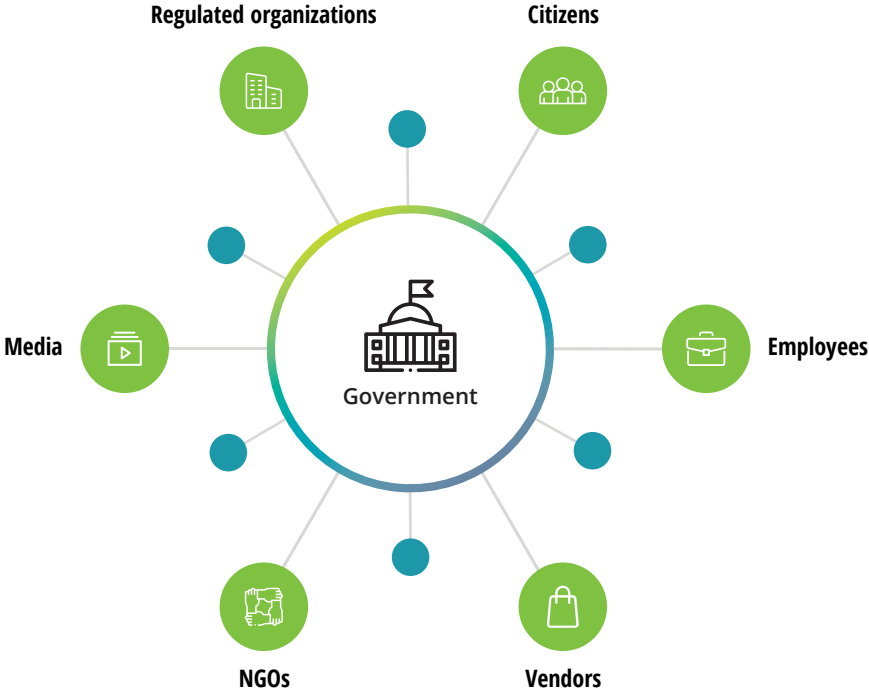 Regulated organizations
Citizens
Media
Government
Employees
NGOs
Vendors